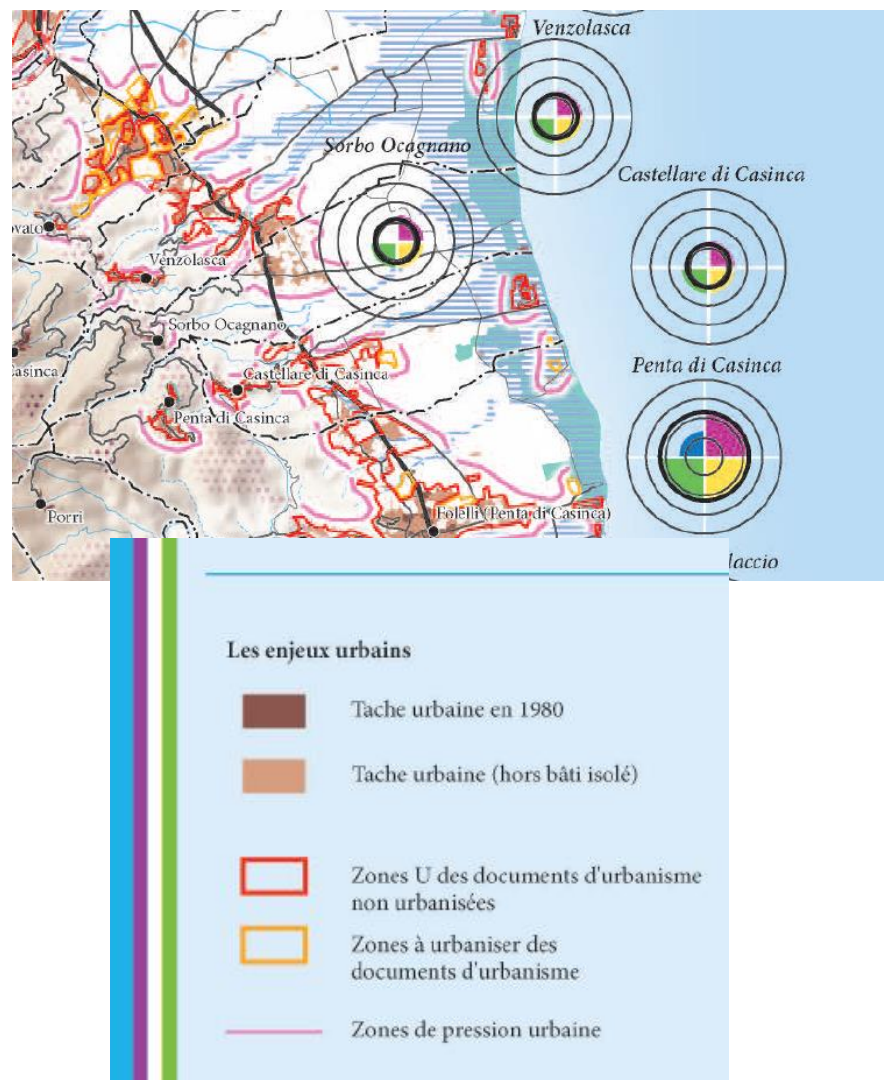 Venzolasca
Sorbo Ocagnano
Castellare di Casinca
Venzolasca
Sorbo Ocagnano
Castellare di Casinca
Penta di Casinca
Penta di Casinca
Folelli (Penta di Casinca)
Porri
Les enjeux urbains
Tache urbaine en 1980
Tache urbaine (hors bâti isolé)
Zones U des documents d'urbanisme
non urbanisées
Zones à urbaniser des
documents d'urbanisme
Zones de pression urbaine